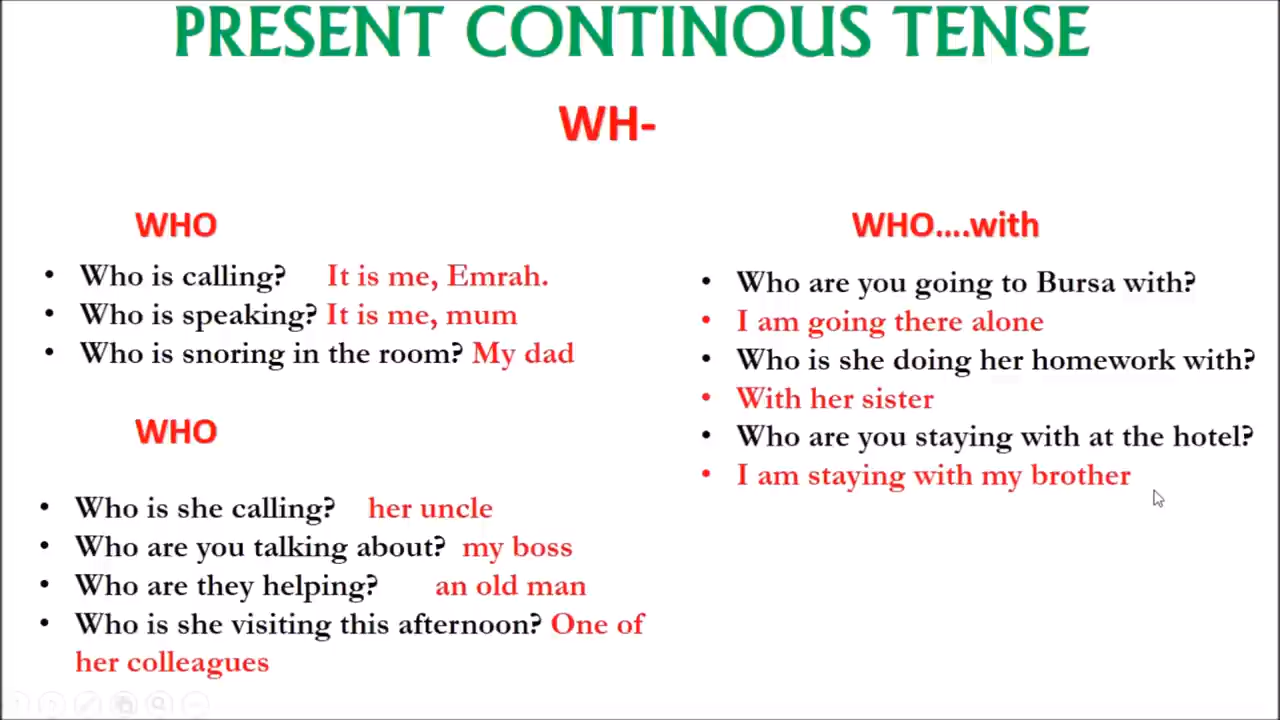 PRESENT CONTINOUS TENSE
WH-
WHO
• Who is calling? It is me, Emrah.
• Who is speaking? It is me, mum
• Who is snoring in the room? My dad
WHO
• Who is she calling? her uncle
• Who are you talking about? my boss
• Who are they helping? an old man
• Who is she visiting this afternoon? One of
her colleagues
WHO....with
• Who are you going to Bursa with?
• I am going there alone
• Who is she doing her homework with?
• With her sister
• Who are you staying with at the hotel?
• I am staying with my brother